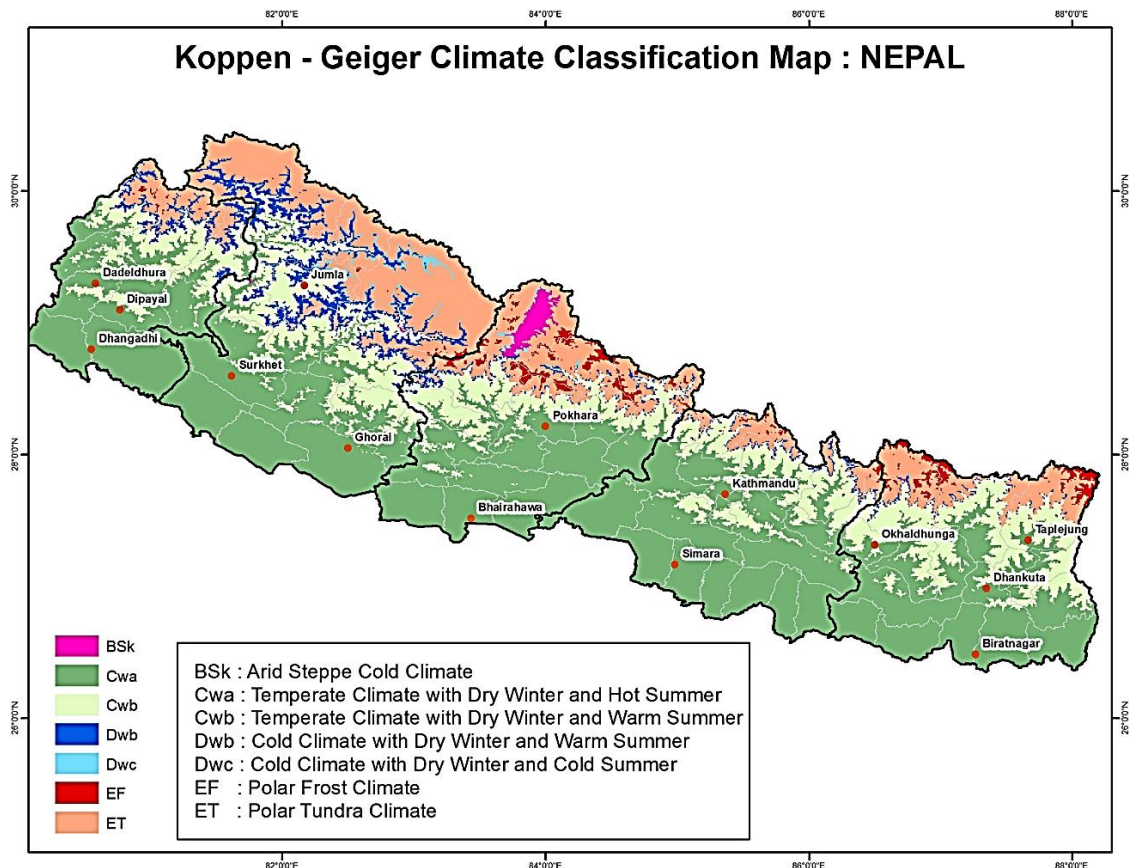 82°0'0"E 84°0'0"E 86°0'0"E 88°0'0"E
Koppen - Geiger Climate Classification Map : NEPAL
30°0'0"N 30°0'0"N
Jumla
Dadeldhura
Dipayal
Dhangadhi
Surkhet
Pokhara
Ghorai
28°0'0"N 28°0'0"N
Kathmandu
Bhairahawa
Taplejung
Okhaldhunga
Simara
Dhankuta
Biratnagar
26°0'0"N 26°0'0"N
BSk
Cwa
Cwb
Dwb
Dwc
EF
ET
BSk : Arid Steppe Cold Climate
Cwa : Temperate Climate with Dry Winter and Hot Summer
Cwb : Temperate Climate with Dry Winter and Warm Summer
Dwb : Cold Climate with Dry Winter and Warm Summer
Dwc : Cold Climate with Dry Winter and Cold Summer
EF : Polar Frost Climate
ET : Polar Tundra Climate
82°0'0"E 84°0'0"E 86°0'0"E 88°0'0"E